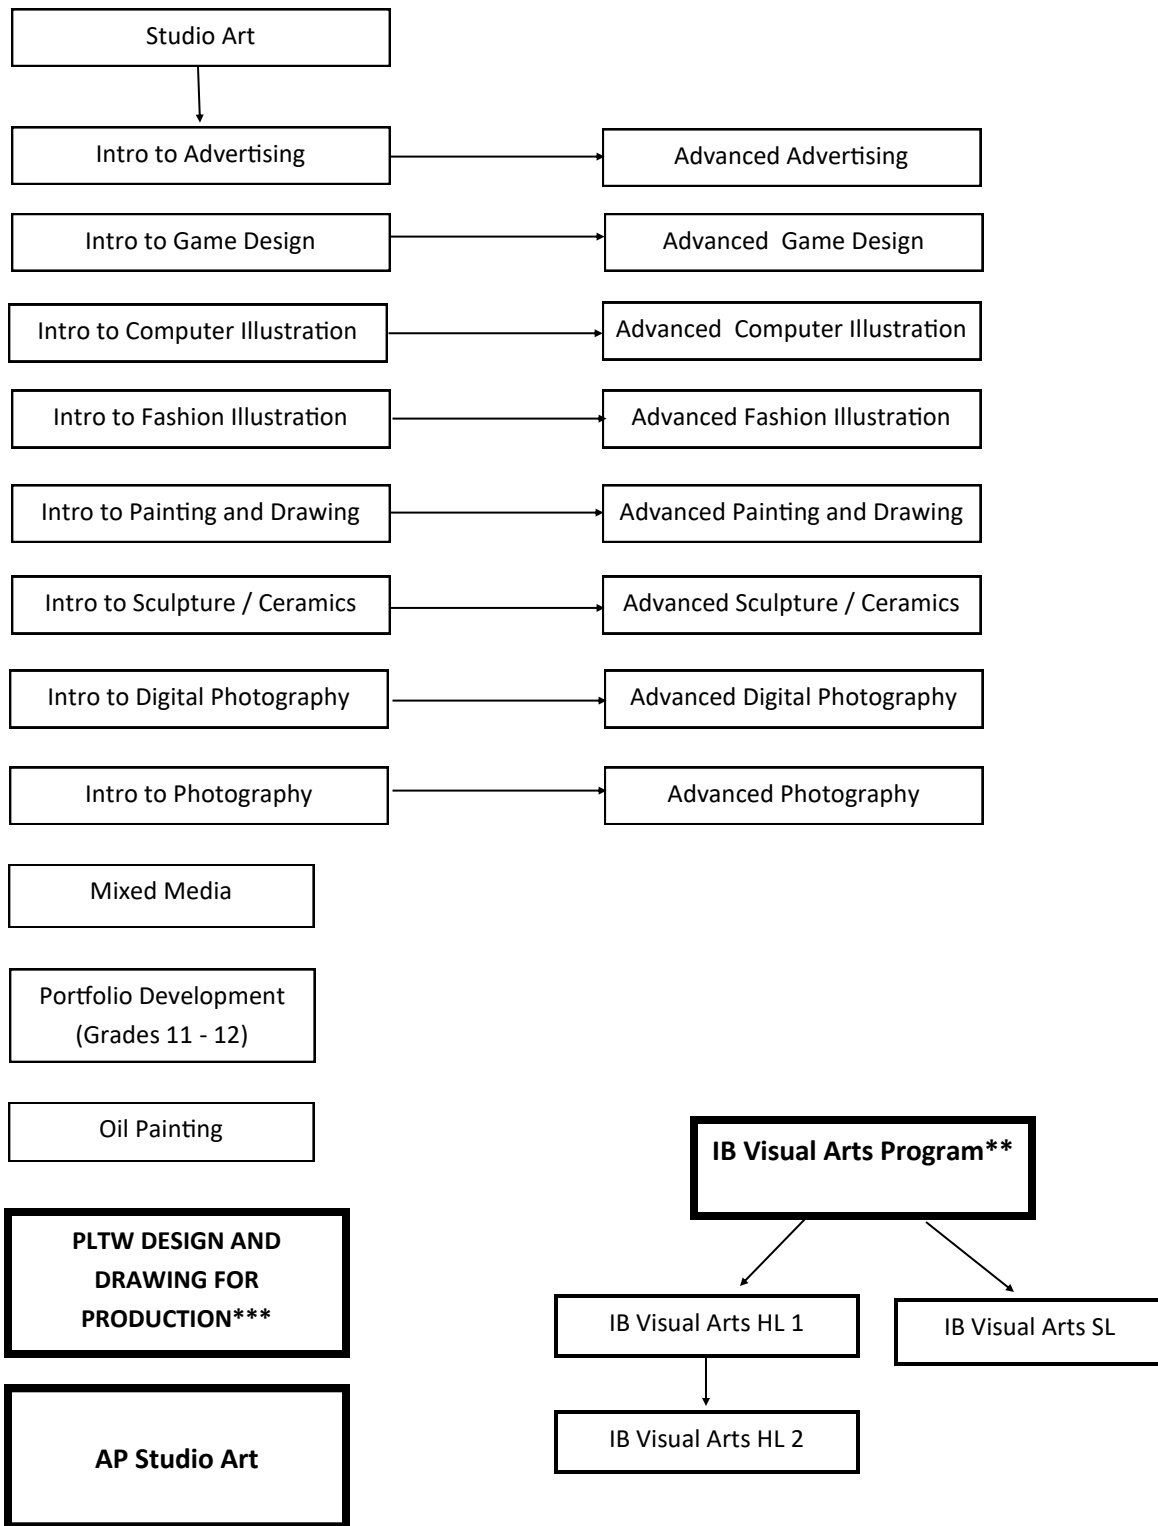 Studio Art
Intro to Advertising
Advanced Advertising
Intro to Game Design
Advanced  Game Design
Intro to Computer Illustration
Advanced  Computer Illustration
Intro to Fashion Illustration
Advanced Fashion Illustration
Intro to Painting and Drawing
Advanced Painting and Drawing
Intro to Sculpture / Ceramics
Advanced Sculpture / Ceramics
Intro to Digital Photography
Advanced Digital Photography
Intro to Photography
Advanced Photography
Mixed Media
Portfolio Development
(Grades 11 - 12)
Oil Painting
PLTW DESIGN AND
DRAWING FOR
PRODUCTION***
AP Studio Art
IB Visual Arts Program**
IB Visual Arts HL 1
IB Visual Arts SL
IB Visual Arts HL 2